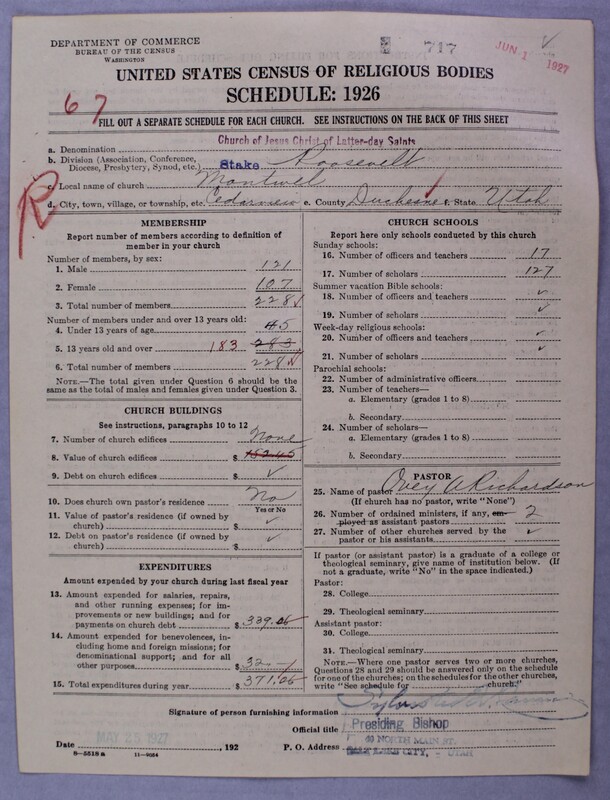 DEPARTMENT OF COMMERCE
BUREAU OF THE CENSUS
WASHINGTON
717
JUN 1 1927
UNITED STATES CENSUS OF RELIGIOUS BODIES
SCHEDULE: 1926
67
FILL OUT A SEPARATE SCHEDULE FOR EACH CHURCH. SEE INSTRUCTIONS ON THE BACK OF THIS SHEET
a. Denomination Church of Jesus Christ of Latter-day Saints
b. Division (Association, Conference, Diocese, Presbytery, Synod, etc.) Stake Roosevelt
R
c. Local name of church Montwel
d. City, town, village, or township, etc. Cedarview e. County Duchesne f. State Utah
MEMBERSHIP
Report number of members according to definition of
member in your church
Number of members, by sex:
1. Male 121
2. Female 107
3. Total number of members 228
Number of members under and over 13 years old:
4. Under 13 years of age 45
5. 13 years old and over 183 283
6. Total number of members 228
NOTE.—The total given under Question 6 should be
same as the total of males and females given under Question 3.
CHURCH BUILDINGS
See instructions, paragraphs 10 to 12
7. Number of church edifices None
8. Value of church edifices $
9. Debt on church edifices $ ✓
10. Does church own pastor's residence? No
Yes or No
11. Value of pastor's residence (if owned by
church) $ ✓
12. Debt on pastor's residence (if owned by
church) $ ✓
EXPENDITURES
Amount expended by your church during last fiscal year
13. Amount expended for salaries, repairs,
and other running expenses; for im-
provements or new buildings; and for
payments on church debt $ 339.06
14. Amount expended for benevolences, in-
cluding home and foreign missions; for
denominational support; and for all
other purposes $ 32.—
15. Total expenditures during year $ 371.06
CHURCH SCHOOLS
Report here only schools conducted by this church
Sunday schools:
16. Number of officers and teachers 17
17. Number of scholars 127
Summer vacation Bible schools:
18. Number of officers and teachers ✓
19. Number of scholars ✓
Week-day religious schools:
20. Number of officers and teachers ✓
21. Number of scholars ✓
Parochial schools:
22. Number of administrative officers
23. Number of teachers—
a. Elementary (grades 1 to 8)
b. Secondary
24. Number of scholars—
a. Elementary (grades 1 to 8)
b. Secondary
PASTOR
25. Name of pastor Ovey A Richardson
(If church has no pastor, write "None")
26. Number of ordained ministers, if any, em-
ployed as assistant pastors 2
27. Number of other churches served by the
pastor or his assistants ✓
If pastor (or assistant pastor) is a graduate of a college or
theological seminary, give name of institution below. (If
not a graduate, write "No" in the space indicated.)
Pastor:
28. College
29. Theological seminary
Assistant pastor:
30. College
31. Theological seminary
NOTE.—Where one pastor serves two or more churches,
Questions 28 and 29 should be answered only on the schedule
for one of the churches; on the schedules for the other churches,
write "See schedule for church."
Signature of person furnishing information
Official title Presiding Bishop
Date MAY 25 1927, 192 P. O. Address 40 NORTH MAIN ST.
SALT LAKE CITY, - UTAH
8—5518 a 11—9084